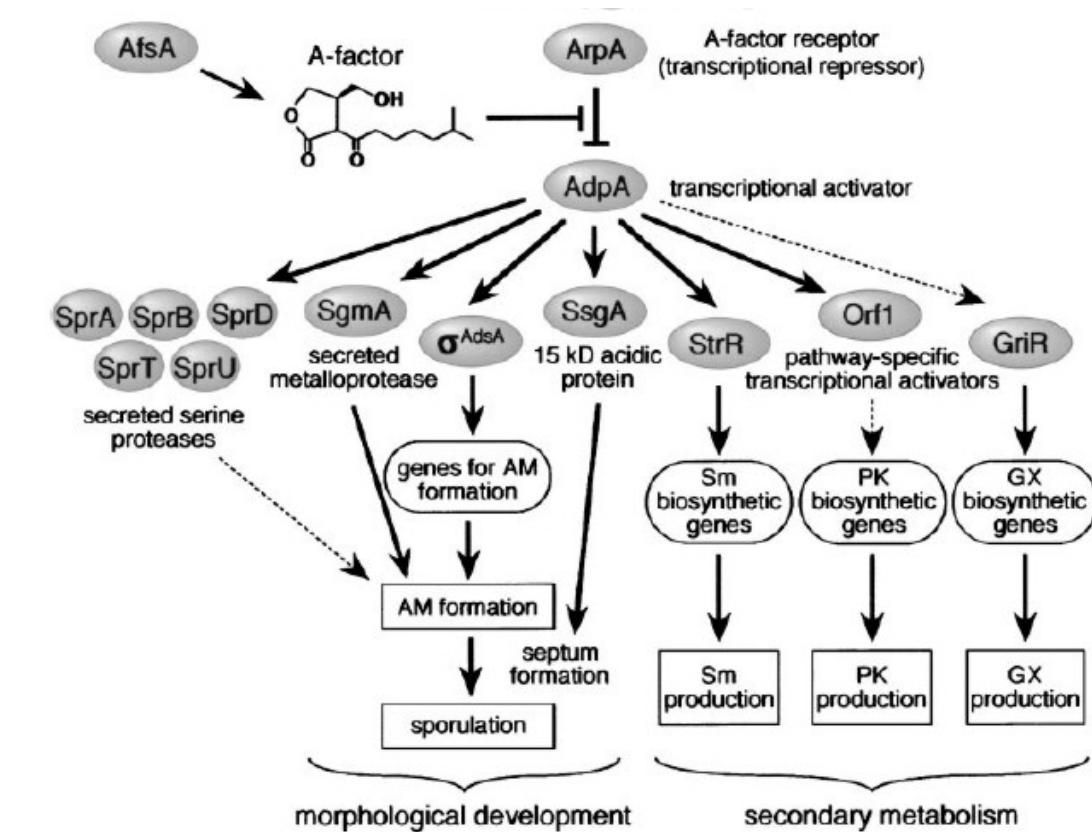 AfsA
A-factor
OH
O
O
O
ArpA
A-factor receptor
(transcriptional repressor)
AdpA
transcriptional activator
SprA
SprB
SprD
SprT
SprU
secreted serine
proteases
SgmA
secreted
metalloprotease
σAdsA
genes for AM
formation
SsgA
15 kD acidic
protein
StrR
Orf1
pathway-specific
transcriptional activators
GriR
Sm
biosynthetic
genes
PK
biosynthetic
genes
GX
biosynthetic
genes
AM formation
septum
formation
sporulation
Sm
production
PK
production
GX
production
morphological development
secondary metabolism